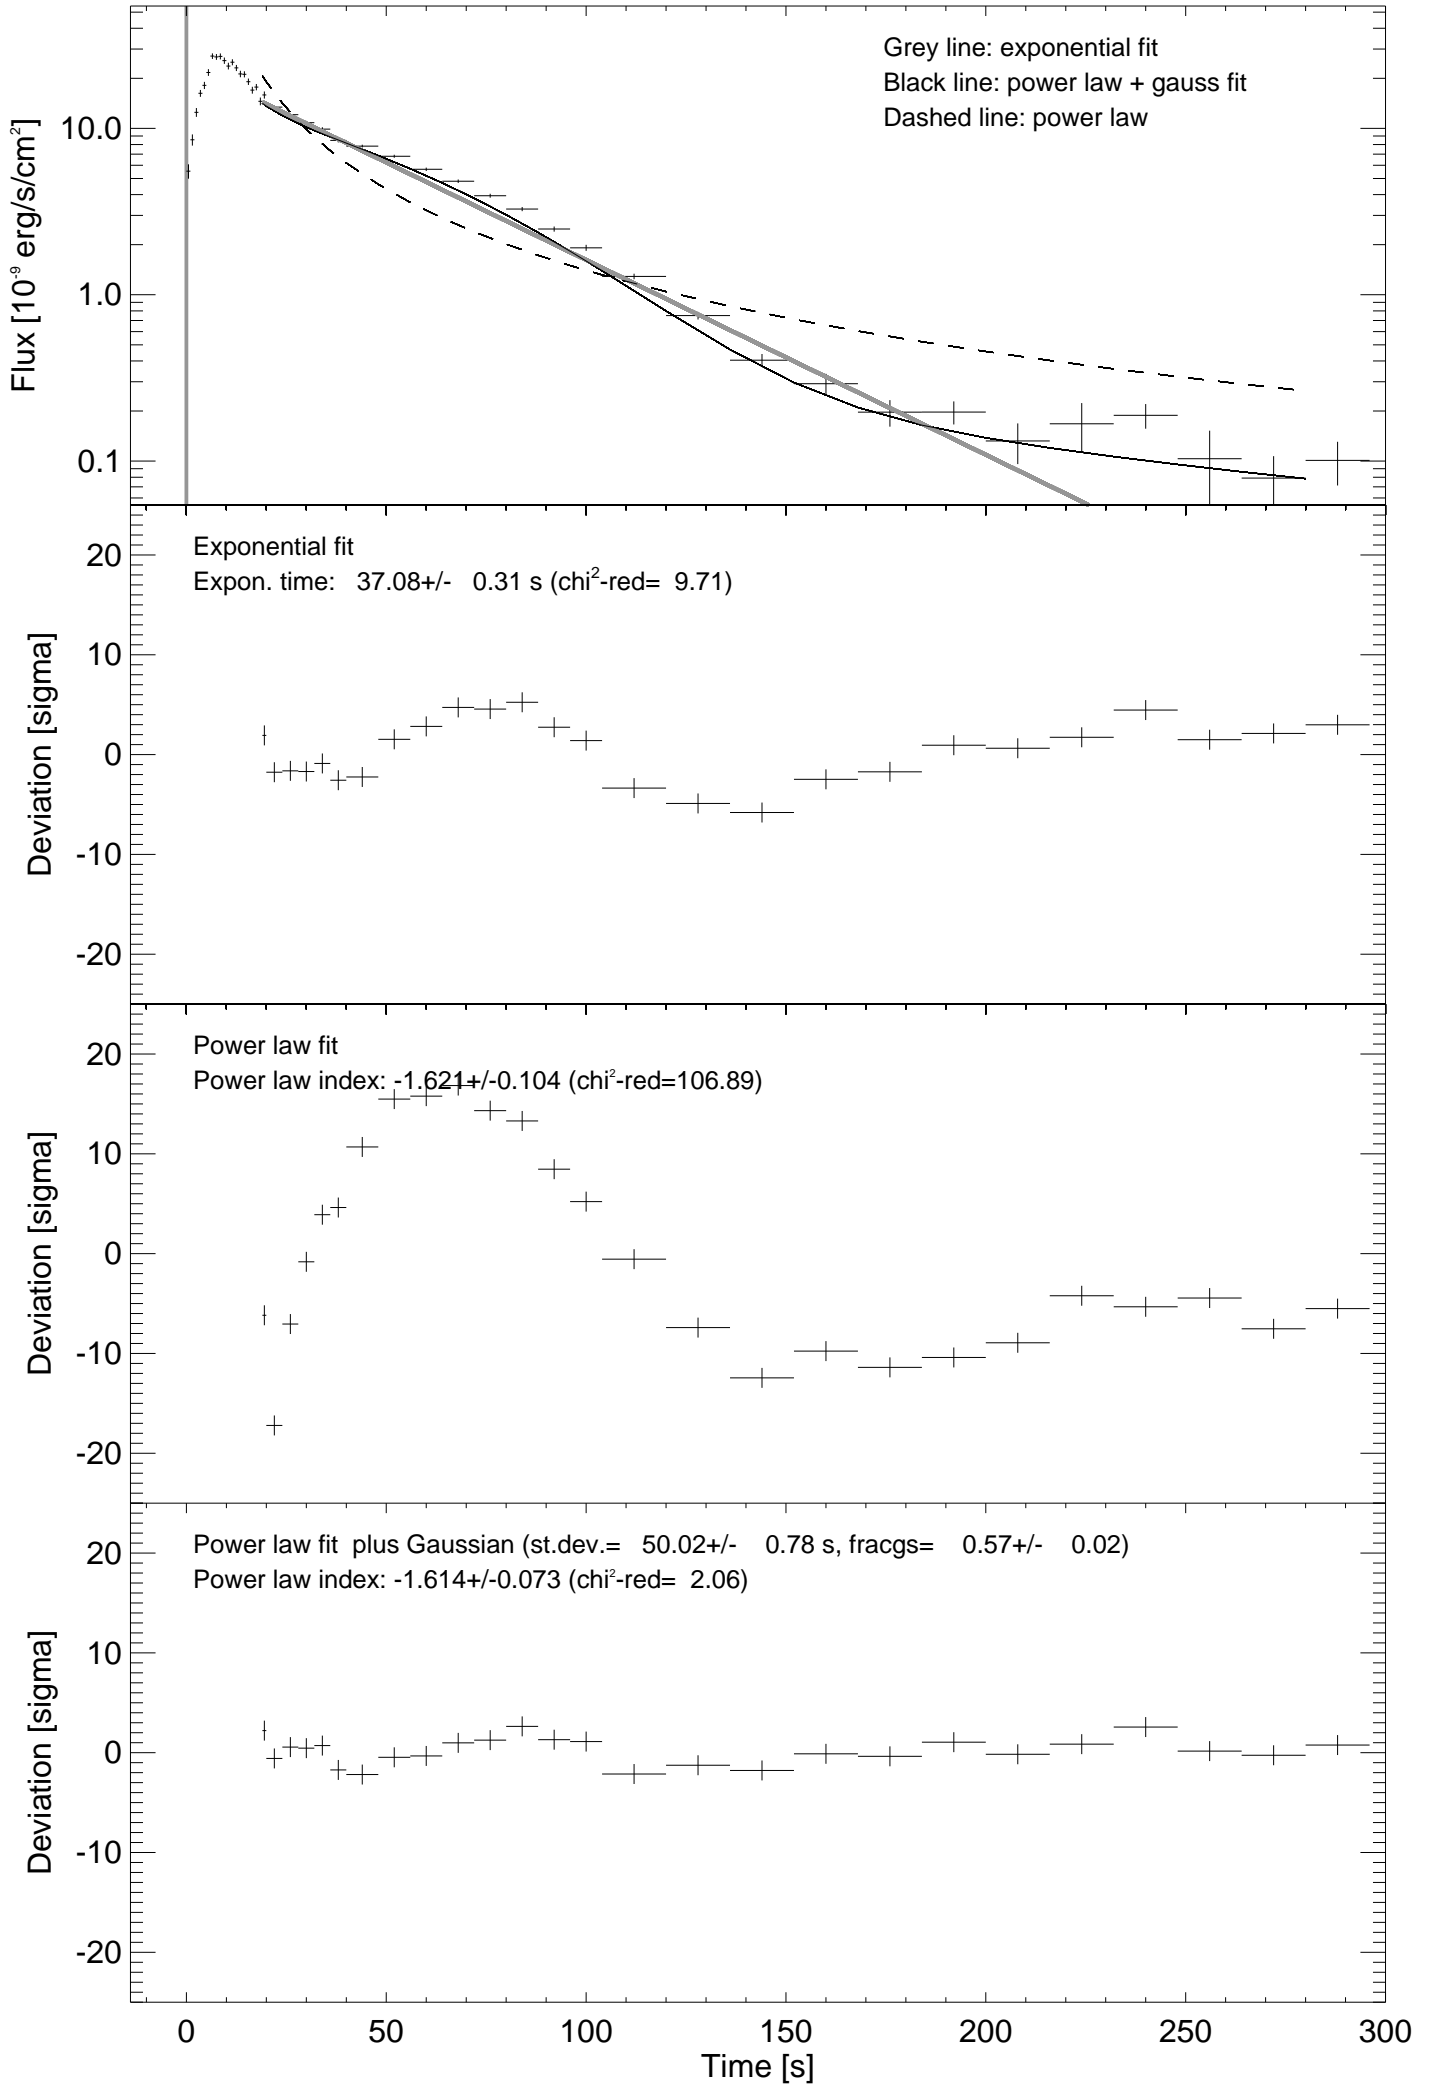 Grey line: exponential fit
Black line: power law + gauss fit
Dashed line: power law
10.0
1.0
0.1
Flux [10⁻⁹ erg/s/cm²]
Exponential fit
Expon. time:   37.08+/-   0.31 s (chi²-red=  9.71)
20
10
0
-10
-20
Deviation [sigma]
Power law fit
Power law index: -1.621+/-0.104 (chi²-red=106.89)
20
10
0
-10
-20
Deviation [sigma]
Power law fit  plus Gaussian (st.dev.=   50.02+/-   0.78 s, fracgs=   0.57+/-   0.02)
Power law index: -1.614+/-0.073 (chi²-red=  2.06)
20
10
0
-10
-20
Deviation [sigma]
0 50 100 150 200 250 300
Time [s]